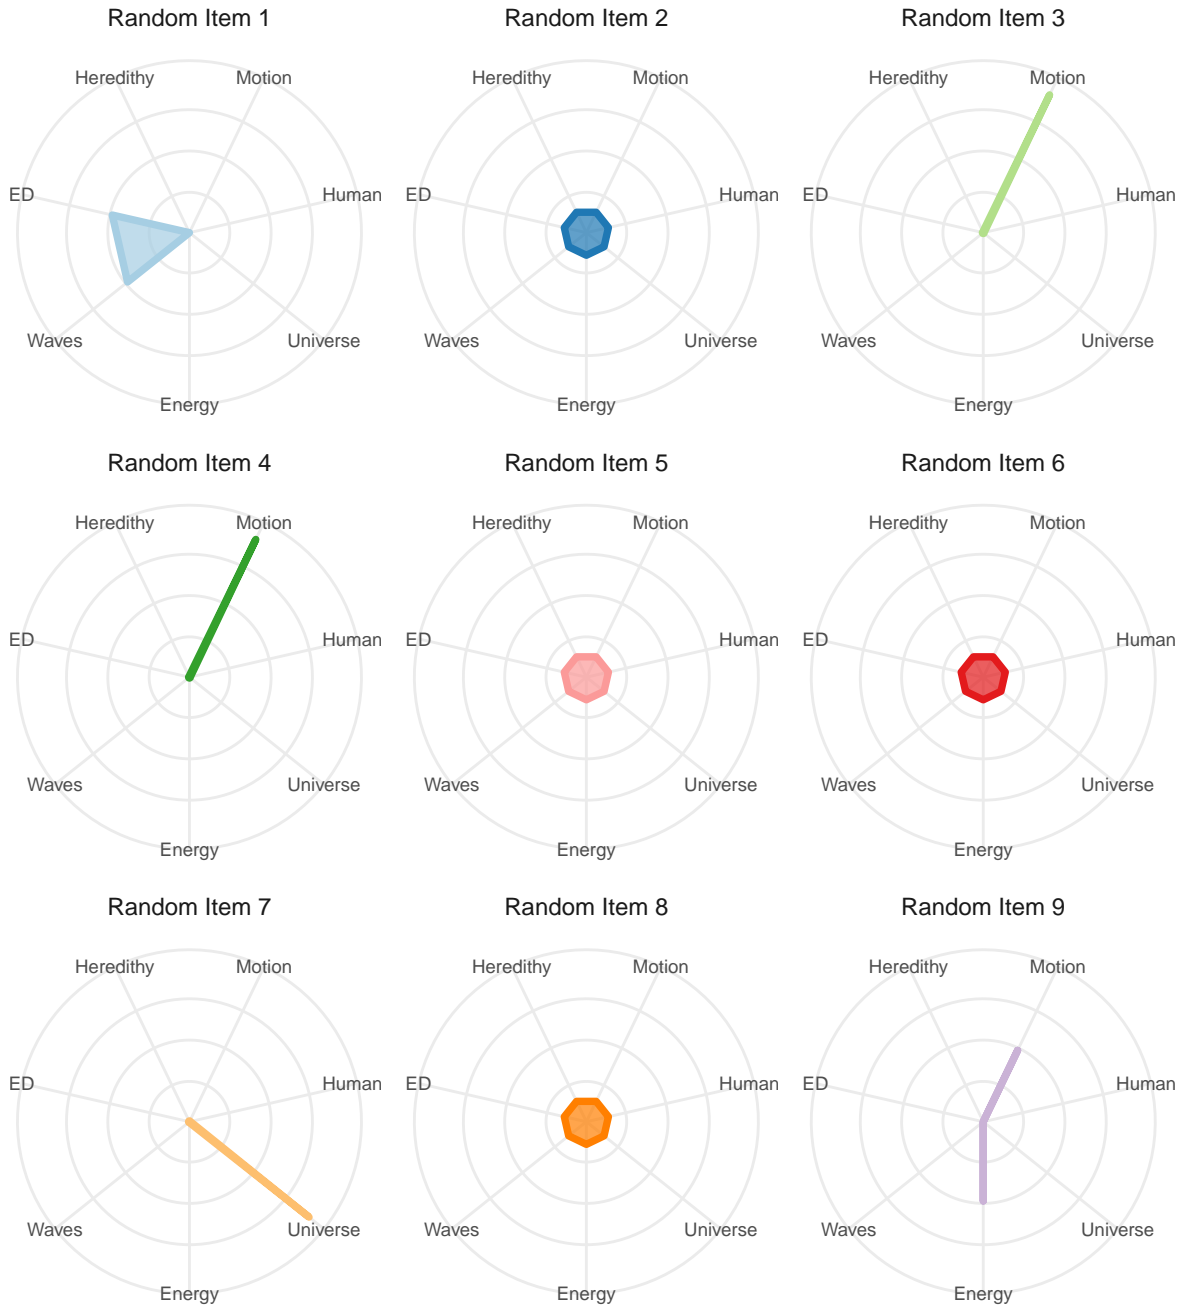 Random Item 1
Random Item 2
Random Item 3
Heredithy
Motion
ED
Human
Waves
Universe
Energy
Heredithy
Motion
ED
Human
Waves
Universe
Energy
Heredithy
Motion
ED
Human
Waves
Universe
Energy
Random Item 4
Random Item 5
Random Item 6
Heredithy
Motion
ED
Human
Waves
Universe
Energy
Heredithy
Motion
ED
Human
Waves
Universe
Energy
Heredithy
Motion
ED
Human
Waves
Universe
Energy
Random Item 7
Random Item 8
Random Item 9
Heredithy
Motion
ED
Human
Waves
Universe
Energy
Heredithy
Motion
ED
Human
Waves
Universe
Energy
Heredithy
Motion
ED
Human
Waves
Universe
Energy